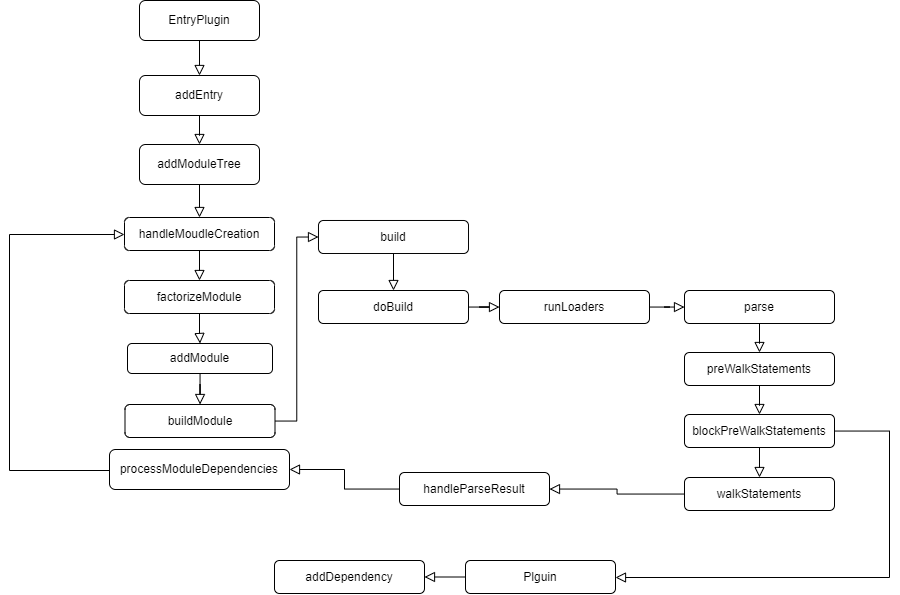 EntryPlugin
addEntry
addModuleTree
handleMoudleCreation
factorizeModule
addModule
buildModule
build
doBuild
runLoaders
parse
preWalkStatements
blockPreWalkStatements
walkStatements
handleParseResult
processModuleDependencies
Plguin
addDependency